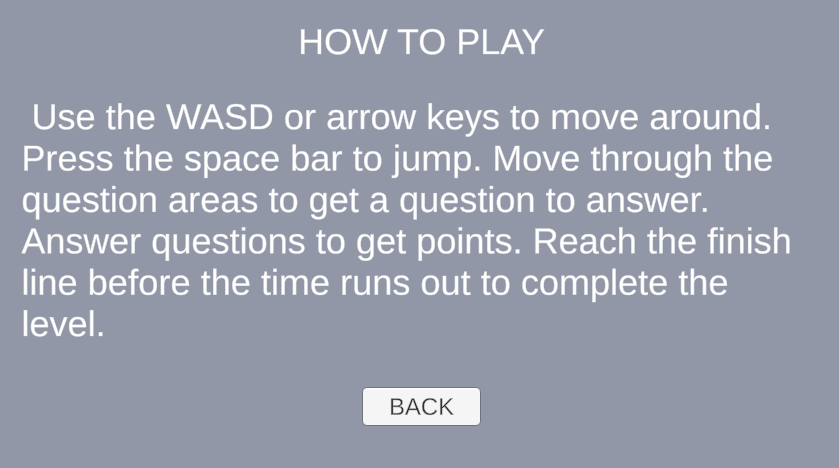 HOW TO PLAY
Use the WASD or arrow keys to move around.
Press the space bar to jump. Move through the
question areas to get a question to answer.
Answer questions to get points. Reach the finish
line before the time runs out to complete the
level.
BACK